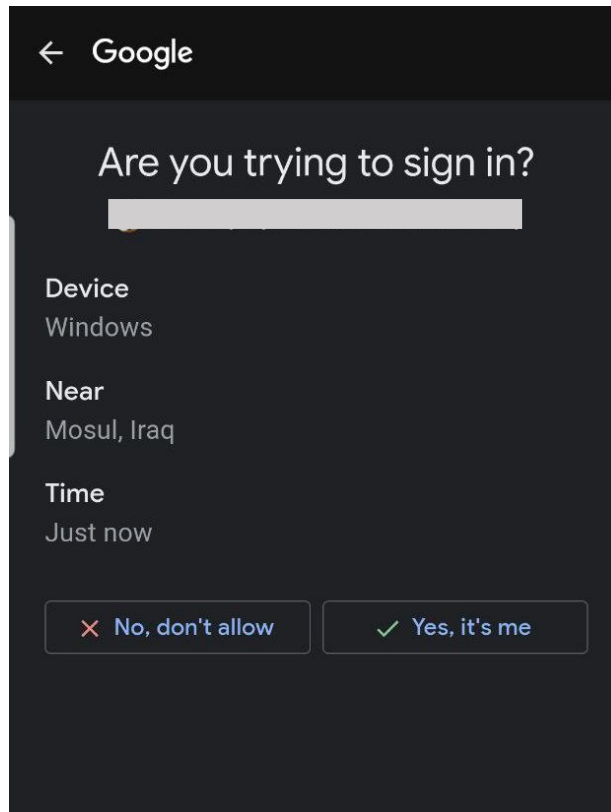 Google
Are you trying to sign in?
Device
Windows
Near
Mosul, Iraq
Time
Just now
No, don't allow
Yes, it's me